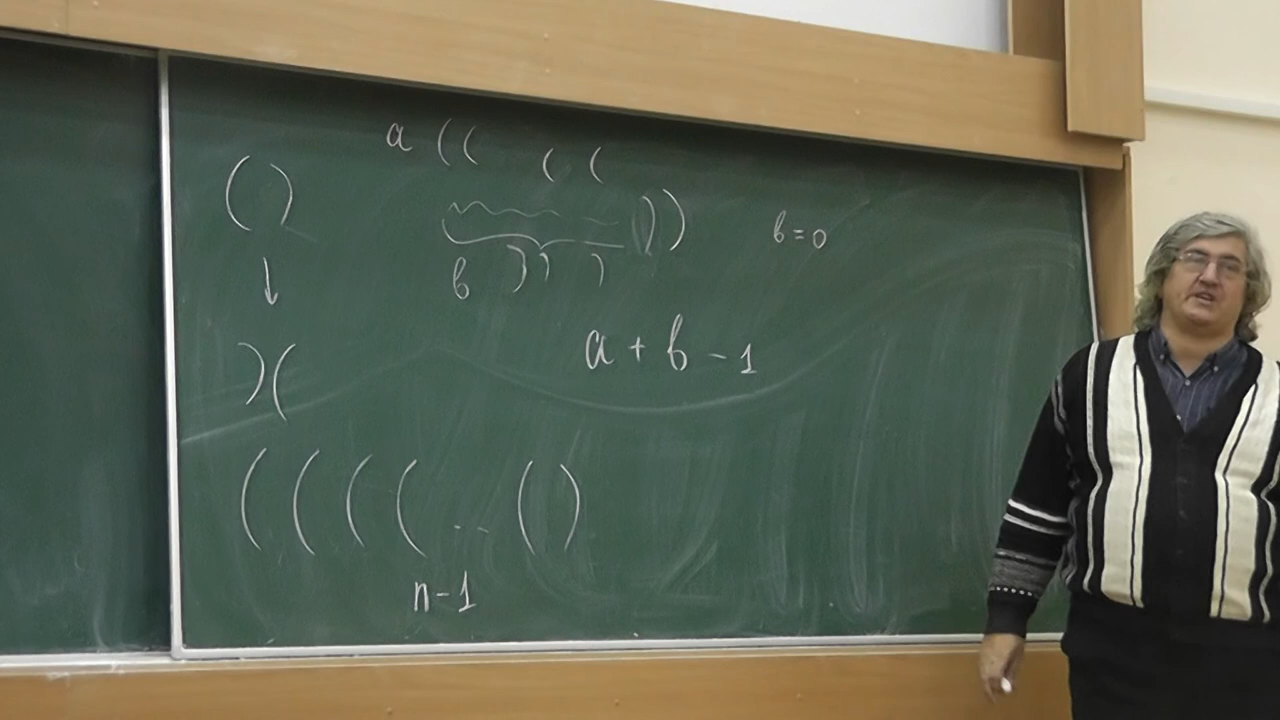 a ( (   ( (
( )
) )
b = 0
b ) ) )
↓
a + b - 1
) (
( ( ( ( .. ( )
n-1